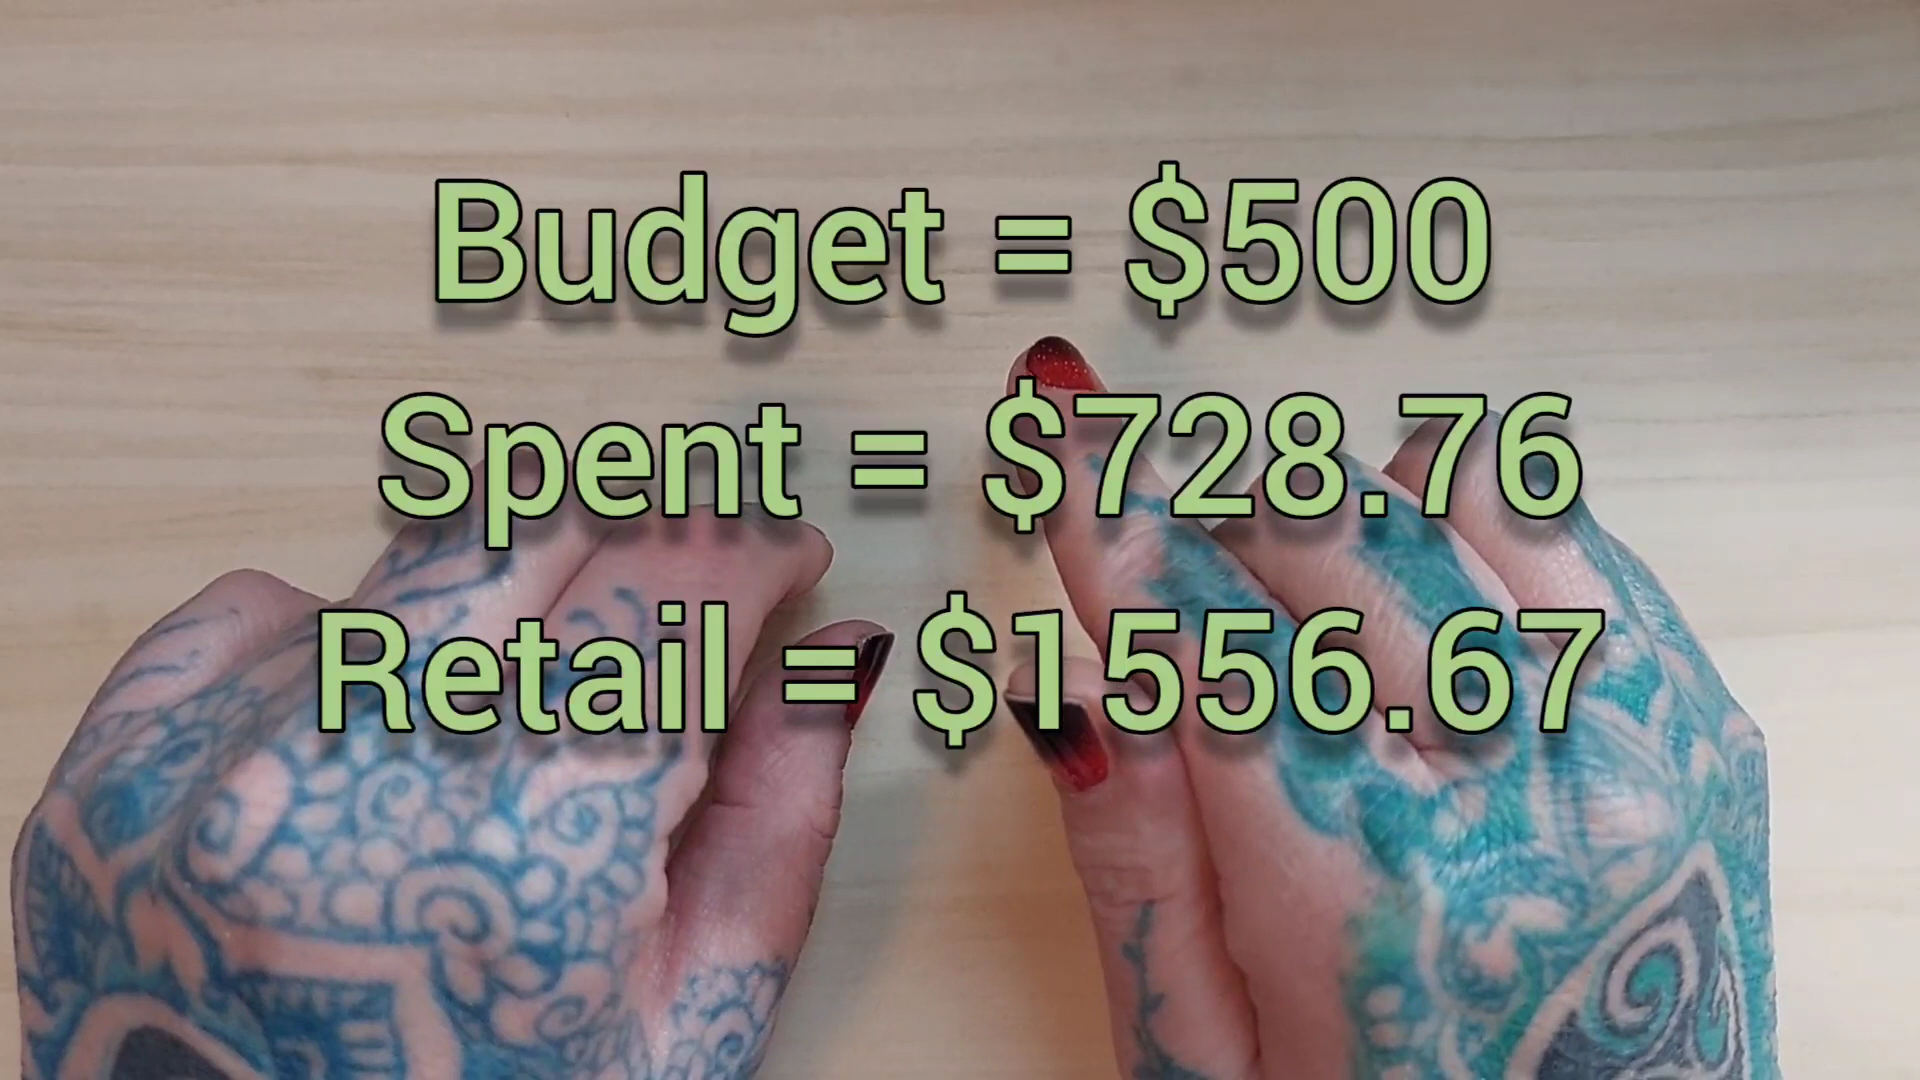 Budget = $500
Spent = $728.76
Retail = $1556.67